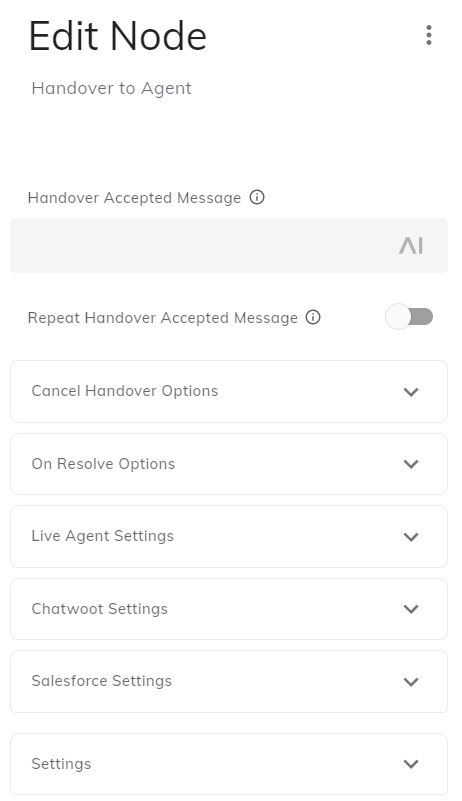 Edit Node
Handover to Agent
Handover Accepted Message
AI
Repeat Handover Accepted Message
Cancel Handover Options
On Resolve Options
Live Agent Settings
Chatwoot Settings
Salesforce Settings
Settings